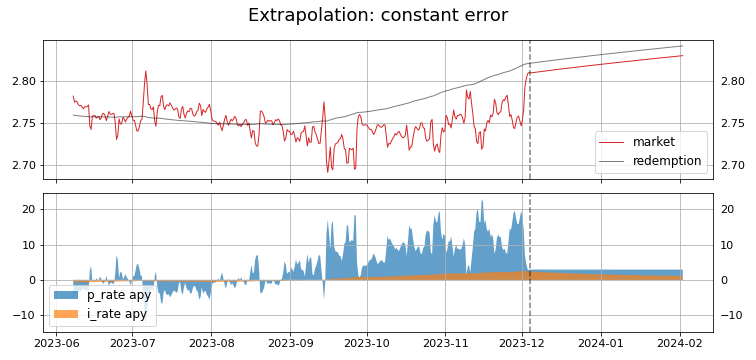 Extrapolation: constant error
2.80 2.80
2.75 2.75
2.70 2.70
market
redemption
20 20
10 10
0 0
−10 −10
p_rate apy
i_rate apy
2023-06 2023-07 2023-08 2023-09 2023-10 2023-11 2023-12 2024-01 2024-02